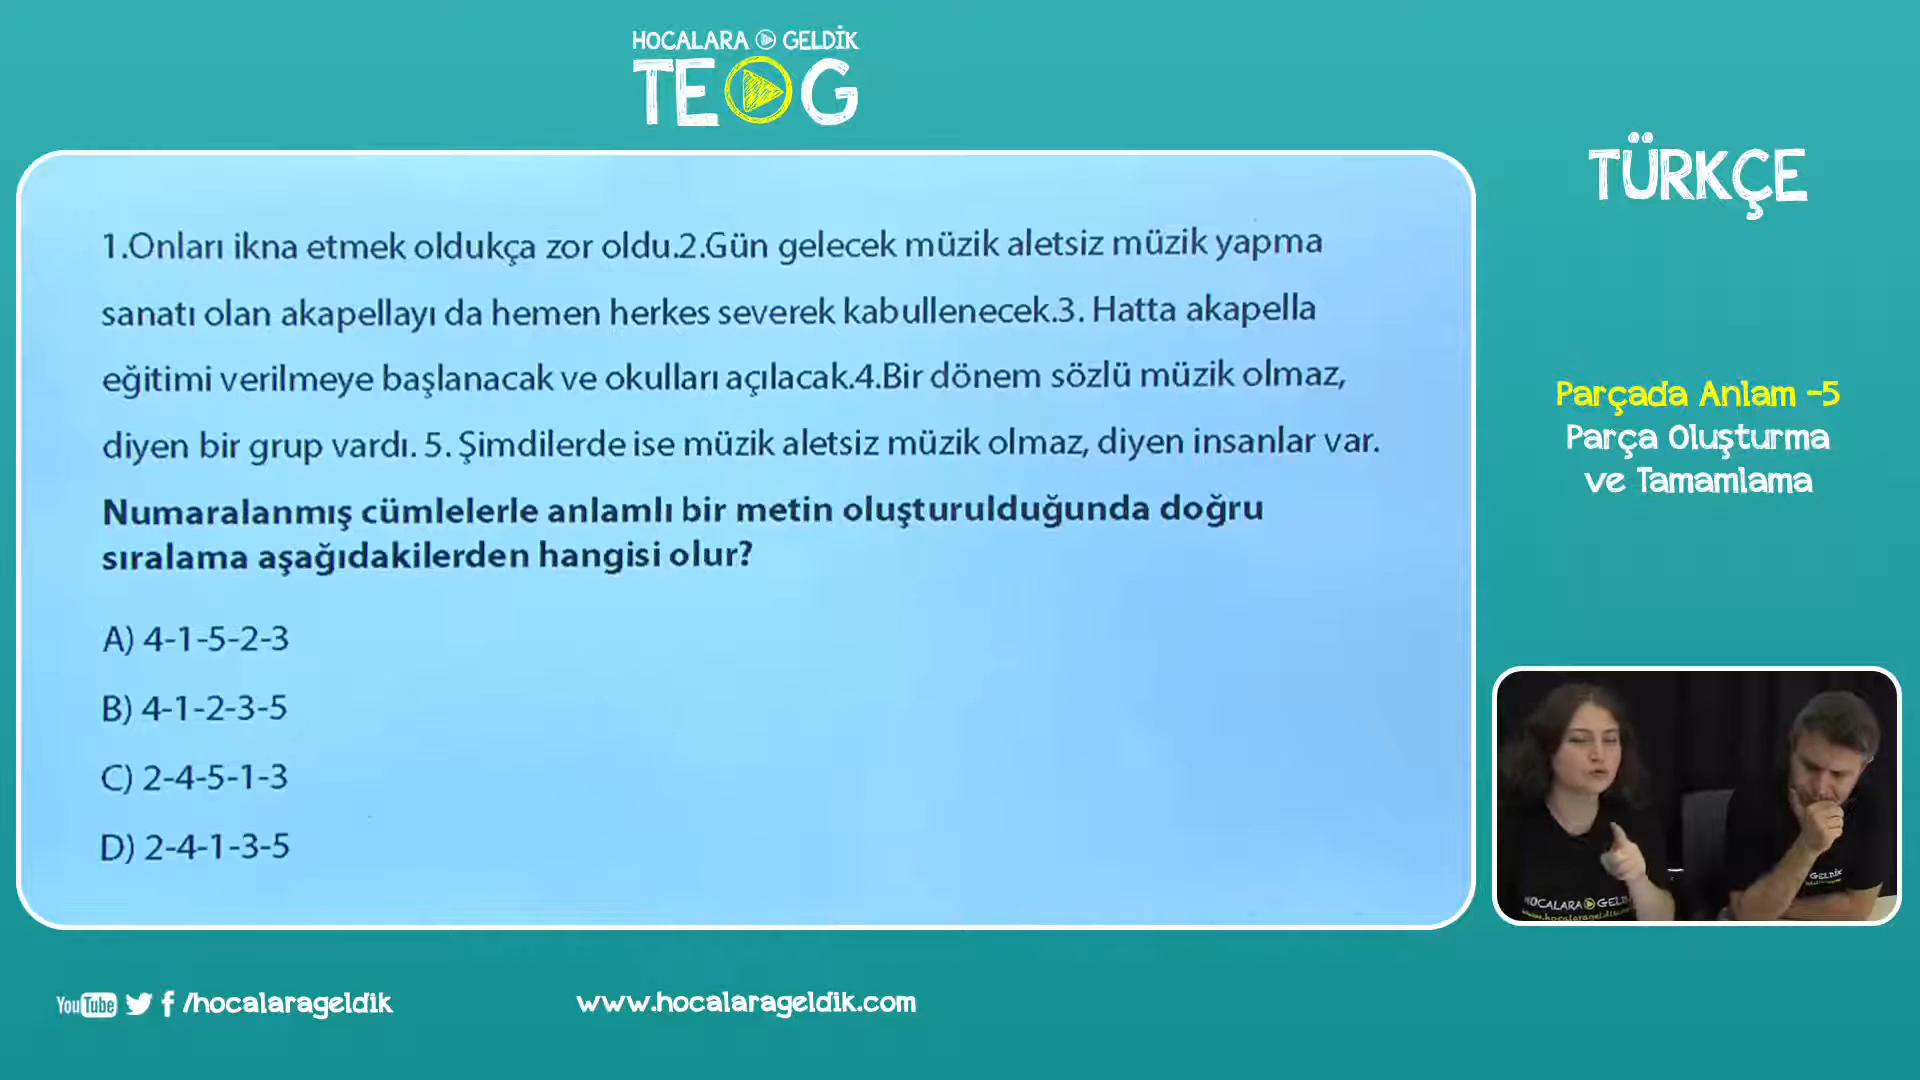 HOCALARA GELDİK
TEOG
TÜRKÇE
1.Onları ikna etmek oldukça zor oldu.2.Gün gelecek müzik aletsiz müzik yapma
sanatı olan akapellayı da hemen herkes severek kabullenecek.3. Hatta akapella
eğitimi verilmeye başlanacak ve okulları açılacak.4.Bir dönem sözlü müzik olmaz,
diyen bir grup vardı. 5. Şimdilerde ise müzik aletsiz müzik olmaz, diyen insanlar var.
Numaralanmış cümlelerle anlamlı bir metin oluşturulduğunda doğru
sıralama aşağıdakilerden hangisi olur?
A) 4-1-5-2-3
B) 4-1-2-3-5
C) 2-4-5-1-3
D) 2-4-1-3-5
Parçada Anlam -5
Parça Oluşturma
ve Tamamlama
HOCALARA GELD
GELDİK
YouTube f /hocalarageldik
www.hocalarageldik.com